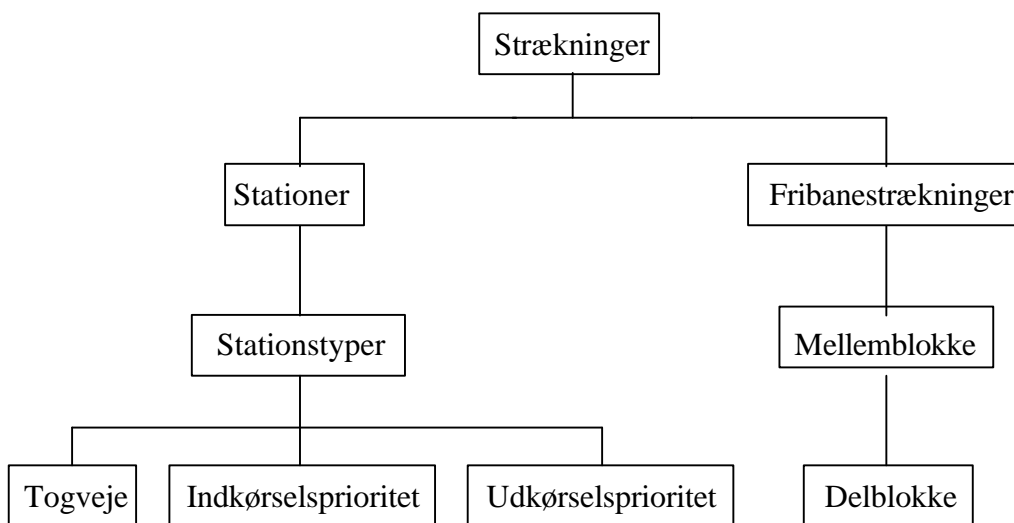 Strækninger
Stationer
Fribanestrækninger
Stationstyper
Mellemblokke
Togveje
Indkørselsprioritet
Udkørselsprioritet
Delblokke